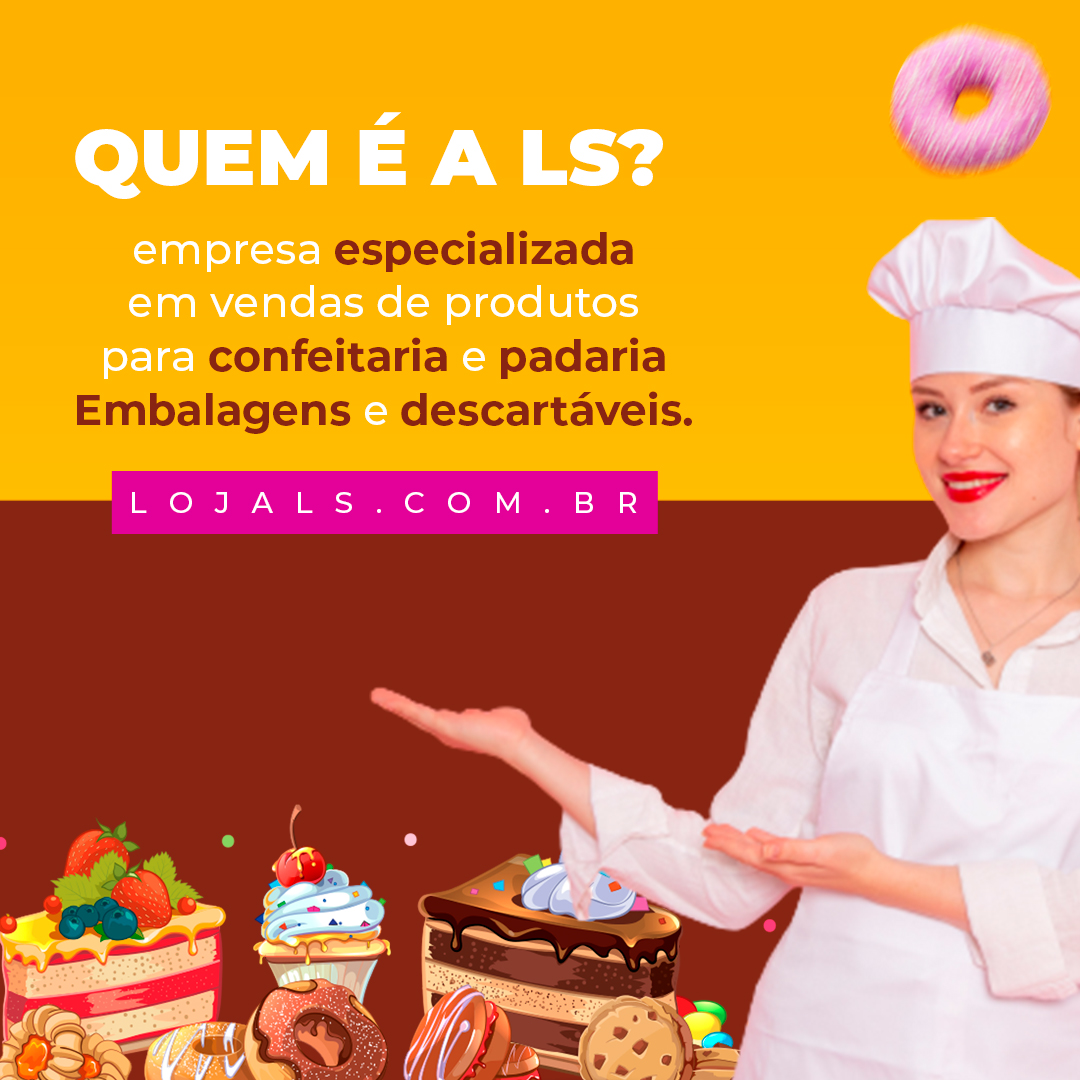 QUEM É A LS?
empresa especializada
em vendas de produtos
para confeitaria e padaria
Embalagens e descartáveis.
LOJALS.COM.BR